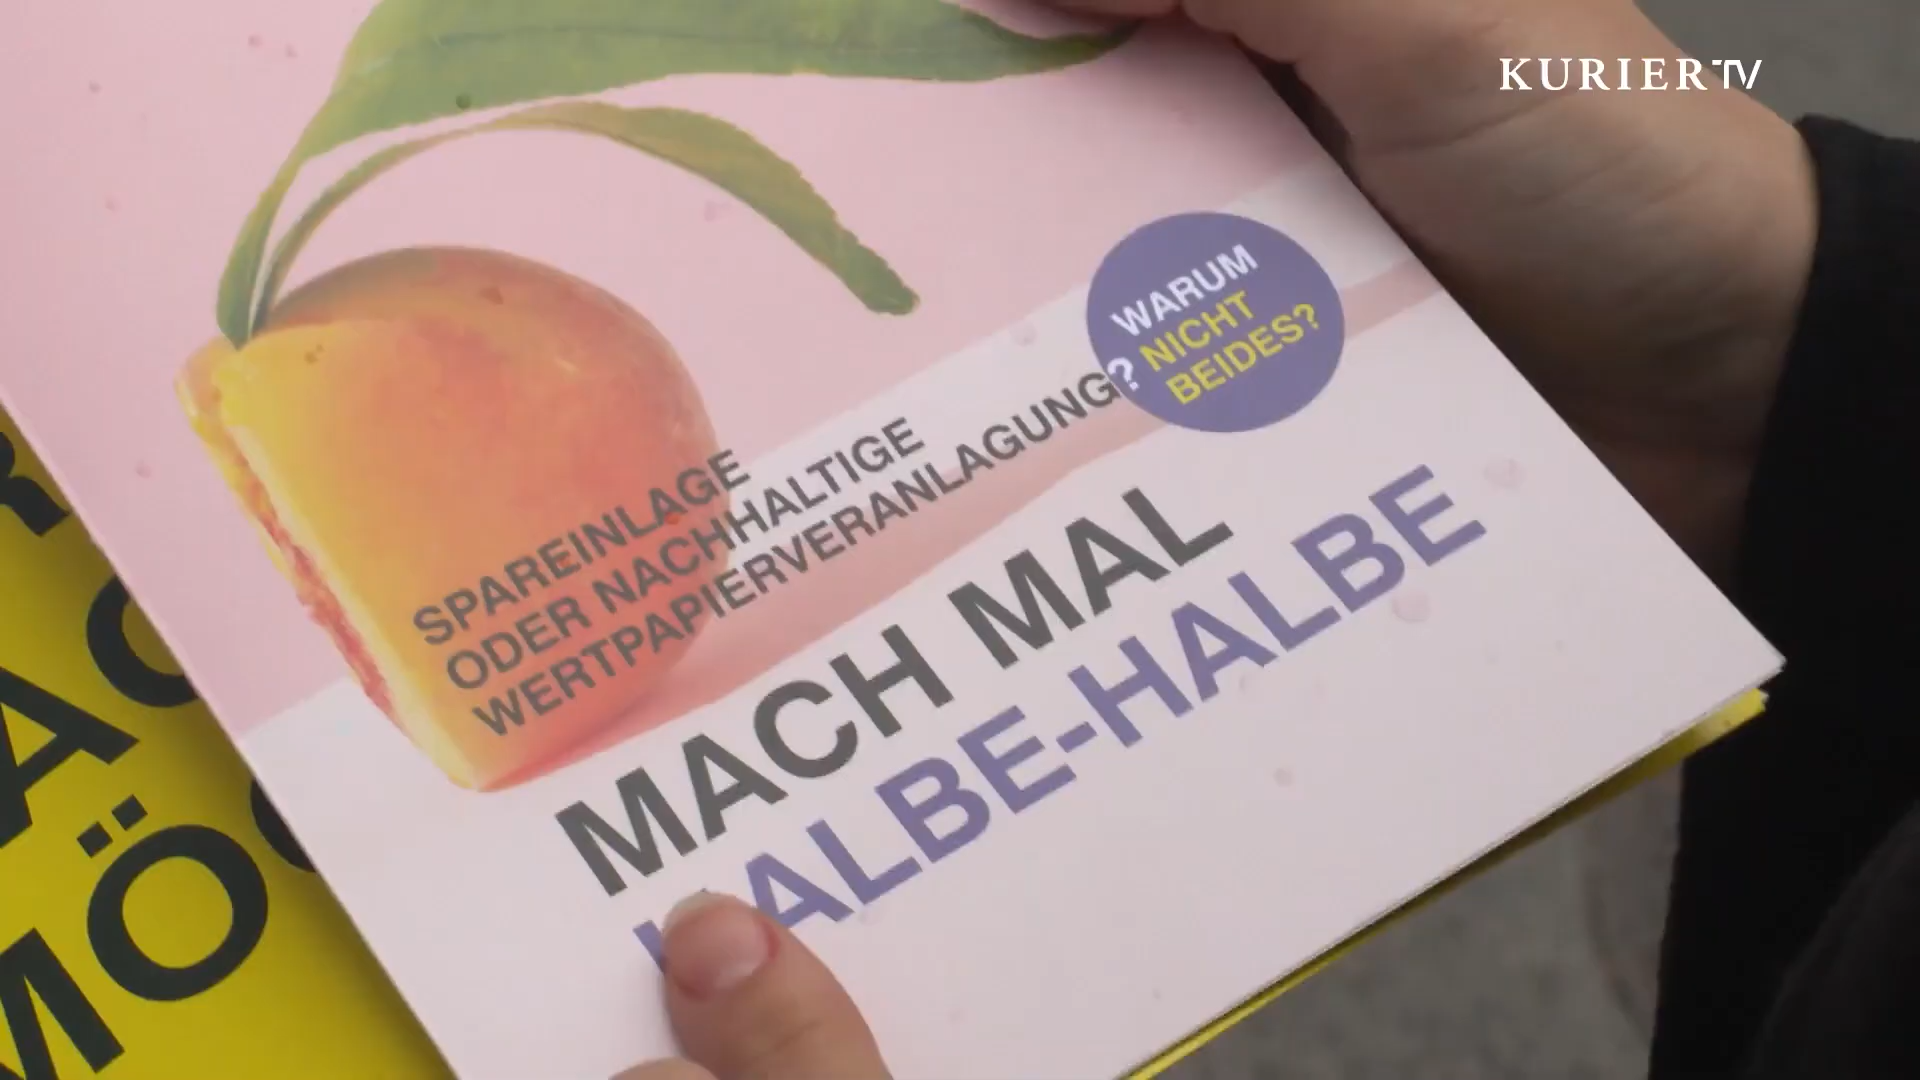 KURIER TV
WARUM
NICHT
BEIDES?
SPAREINLAGE
ODER NACHHALTIGE
WERTPAPIERVERANLAGUNG?
MACH MAL
HALBE-HALBE